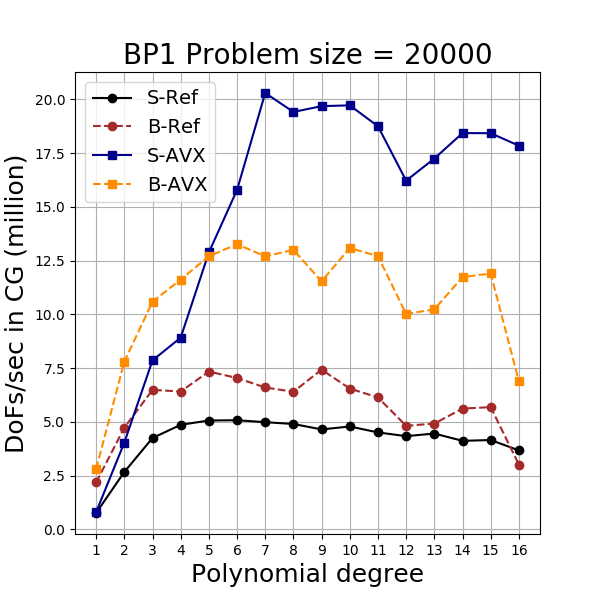 BP1 Problem size = 20000
S-Ref
B-Ref
S-AVX
B-AVX
DoFs/sec in CG (million)
20.0
17.5
15.0
12.5
10.0
7.5
5.0
2.5
0.0
1 2 3 4 5 6 7 8 9 10 11 12 13 14 15 16
Polynomial degree